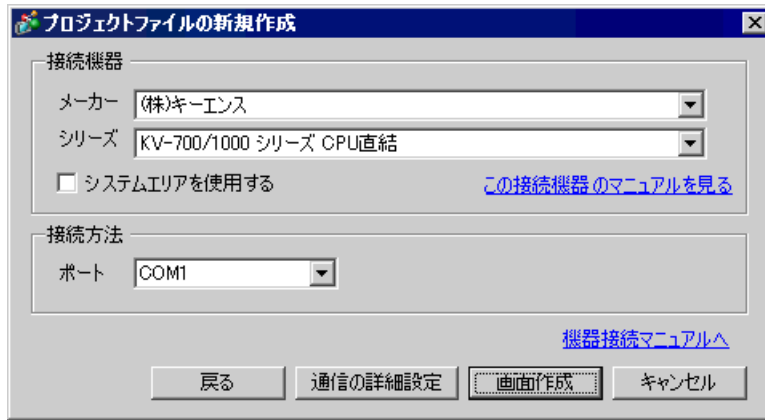 プロジェクトファイルの新規作成
接続機器
メーカー (株)キーエンス
シリーズ KV-700/1000 シリーズ CPU直結
システムエリアを使用する この接続機器のマニュアルを見る
接続方法
ポート COM1
機器接続マニュアルへ
戻る 通信の詳細設定 画面作成 キャンセル